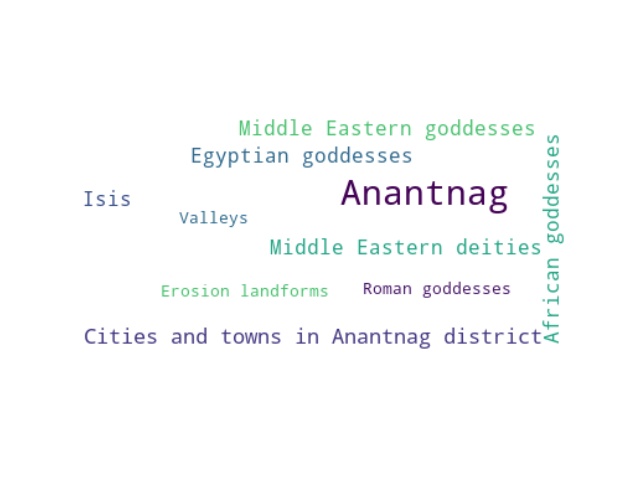 Middle Eastern goddesses
Egyptian goddesses
Anantnag
Isis
Valleys
Middle Eastern deities
Erosion landforms
Roman goddesses
Cities and towns in Anantnag district
African goddesses